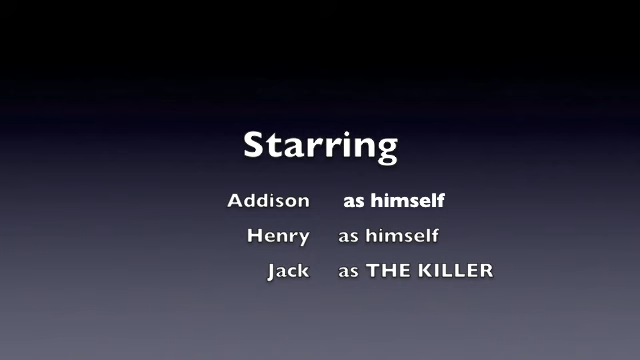 Starring
Addison as himself
Henry as himself
Jack as THE KILLER